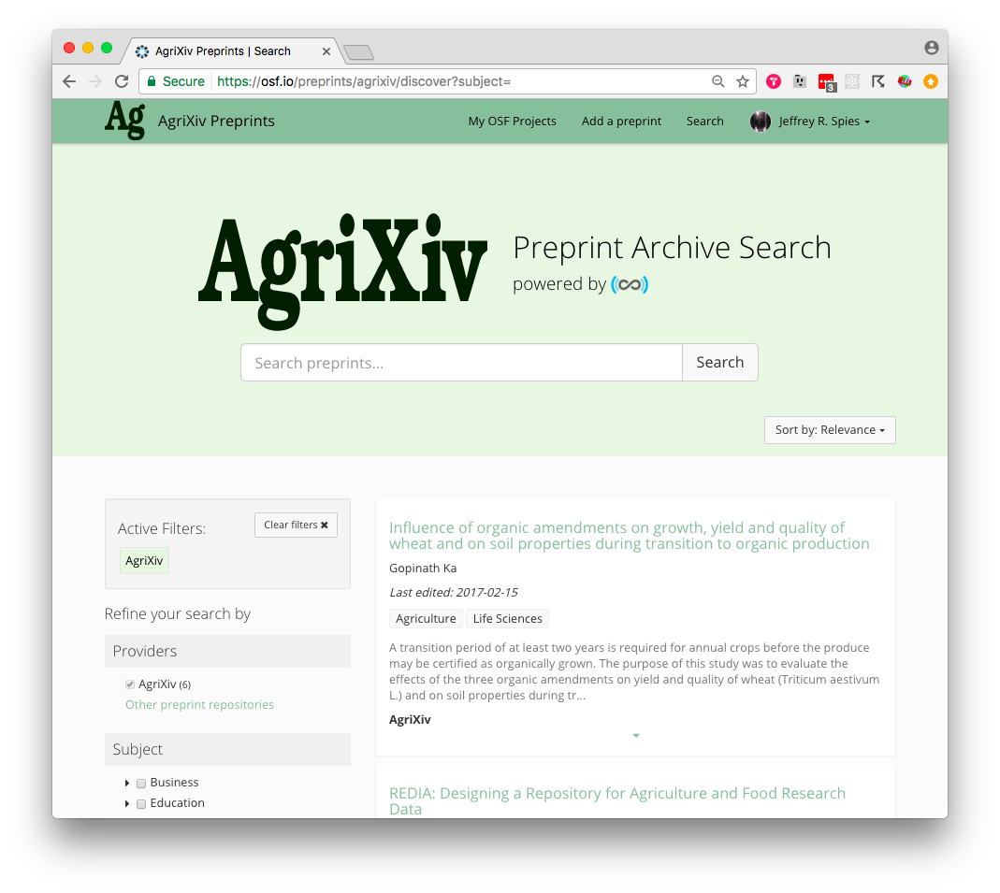 AgriXiv Preprints | Search
Secure https://osf.io/preprints/agrixiv/discover?subject=
3
Ag AgriXiv Preprints My OSF Projects Add a preprint Search Jeffrey R. Spies
AgriXiv
Preprint Archive Search
powered by
Search preprints... Search
Sort by: Relevance
Active Filters: Clear filters
AgriXiv
Refine your search by
Providers
AgriXiv (6)
Other preprint repositories
Subject
Business
Education
Influence of organic amendments on growth, yield and quality of
wheat and on soil properties during transition to organic production
Gopinath Ka
Last edited: 2017-02-15
Agriculture Life Sciences
A transition period of at least two years is required for annual crops before the produce
may be certified as organically grown. The purpose of this study was to evaluate the
effects of the three organic amendments on yield and quality of wheat (Triticum aestivum
L.) and on soil properties during tr...
AgriXiv
REDIA: Designing a Repository for Agriculture and Food Research
Data